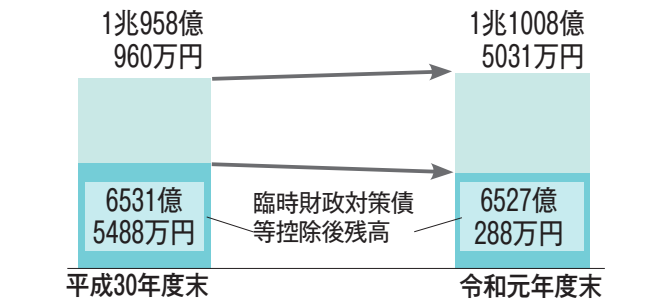 1兆958億
960万円
1兆1008億
5031万円
6531億
5488万円
臨時財政対策債
等控除後残高
6527億
288万円
平成30年度末
令和元年度末